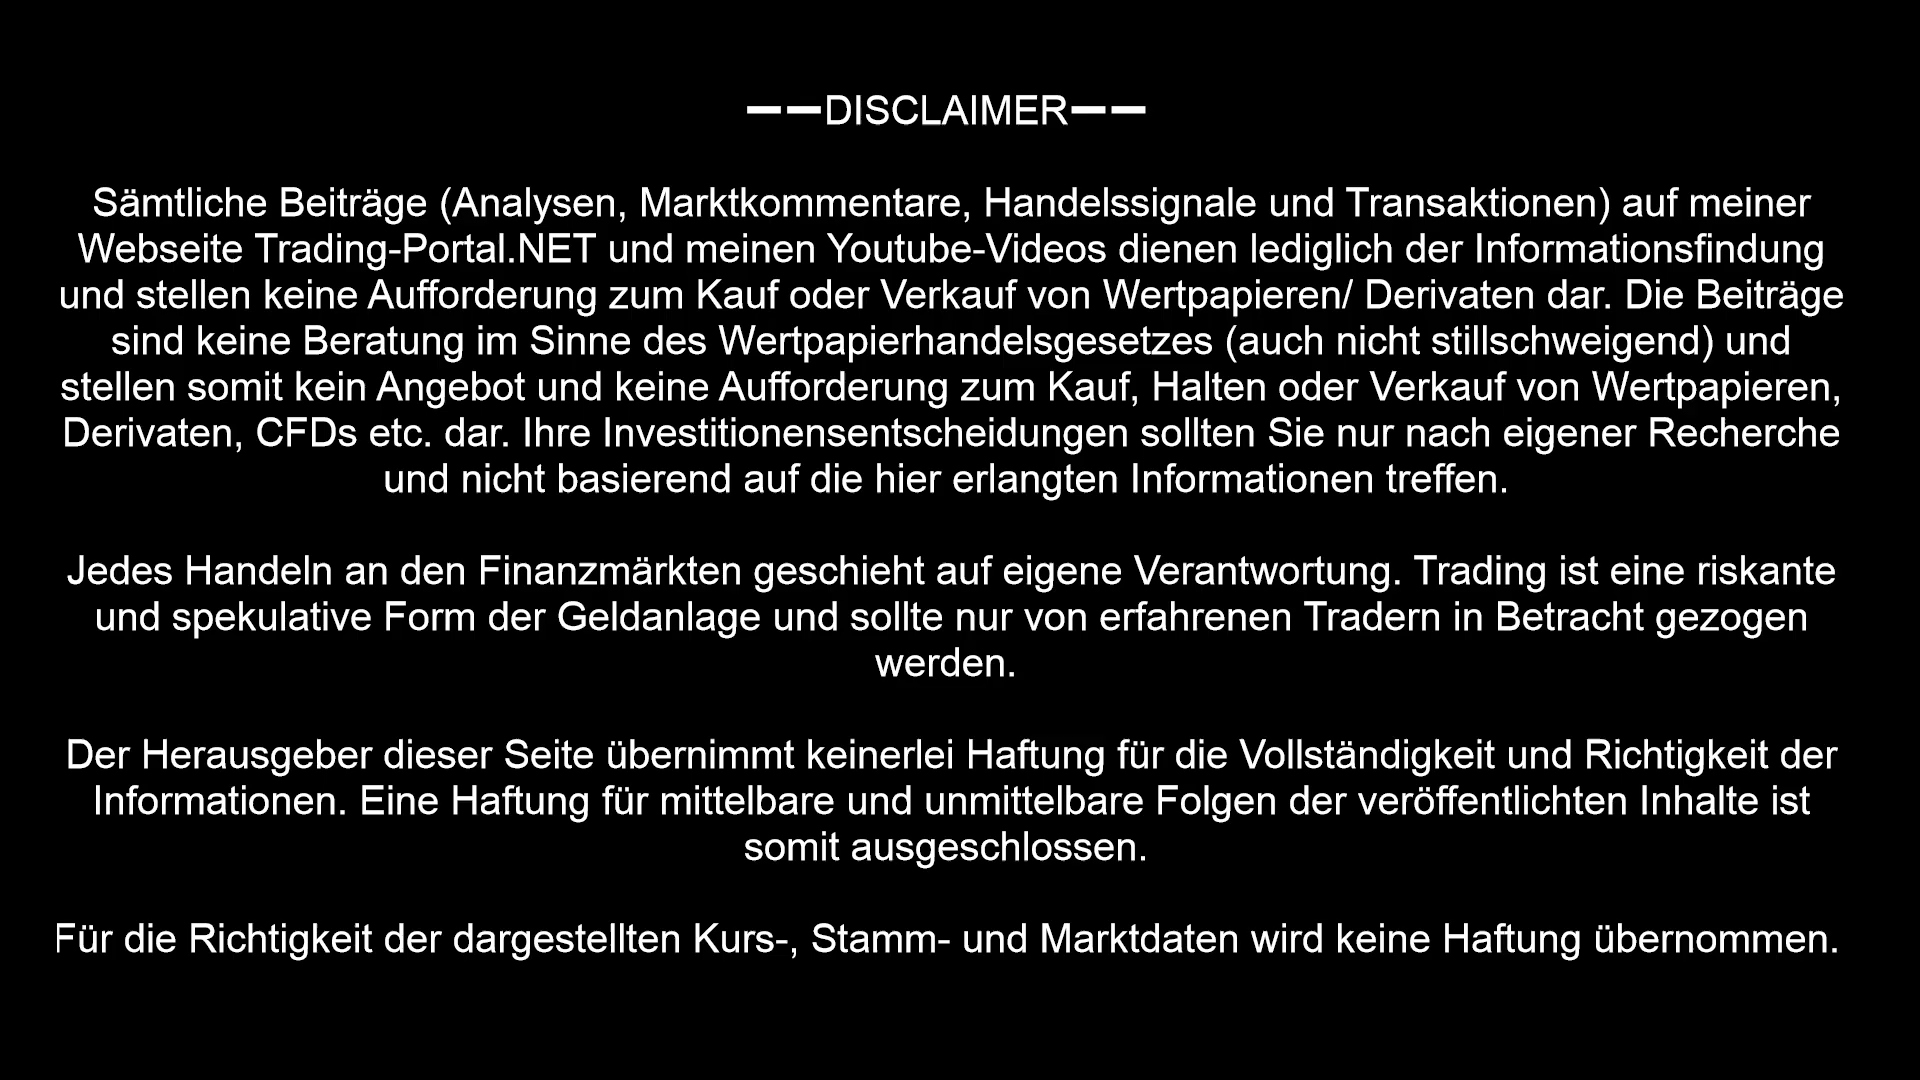 ——DISCLAIMER——
Sämtliche Beiträge (Analysen, Marktkommentare, Handelssignale und Transaktionen) auf meiner
Webseite Trading-Portal.NET und meinen Youtube-Videos dienen lediglich der Informationsfindung
und stellen keine Aufforderung zum Kauf oder Verkauf von Wertpapieren/ Derivaten dar. Die Beiträge
sind keine Beratung im Sinne des Wertpapierhandelsgesetzes (auch nicht stillschweigend) und
stellen somit kein Angebot und keine Aufforderung zum Kauf, Halten oder Verkauf von Wertpapieren,
Derivaten, CFDs etc. dar. Ihre Investitionensentscheidungen sollten Sie nur nach eigener Recherche
und nicht basierend auf die hier erlangten Informationen treffen.
Jedes Handeln an den Finanzmärkten geschieht auf eigene Verantwortung. Trading ist eine riskante
und spekulative Form der Geldanlage und sollte nur von erfahrenen Tradern in Betracht gezogen
werden.
Der Herausgeber dieser Seite übernimmt keinerlei Haftung für die Vollständigkeit und Richtigkeit der
Informationen. Eine Haftung für mittelbare und unmittelbare Folgen der veröffentlichten Inhalte ist
somit ausgeschlossen.
Für die Richtigkeit der dargestellten Kurs-, Stamm- und Marktdaten wird keine Haftung übernommen.